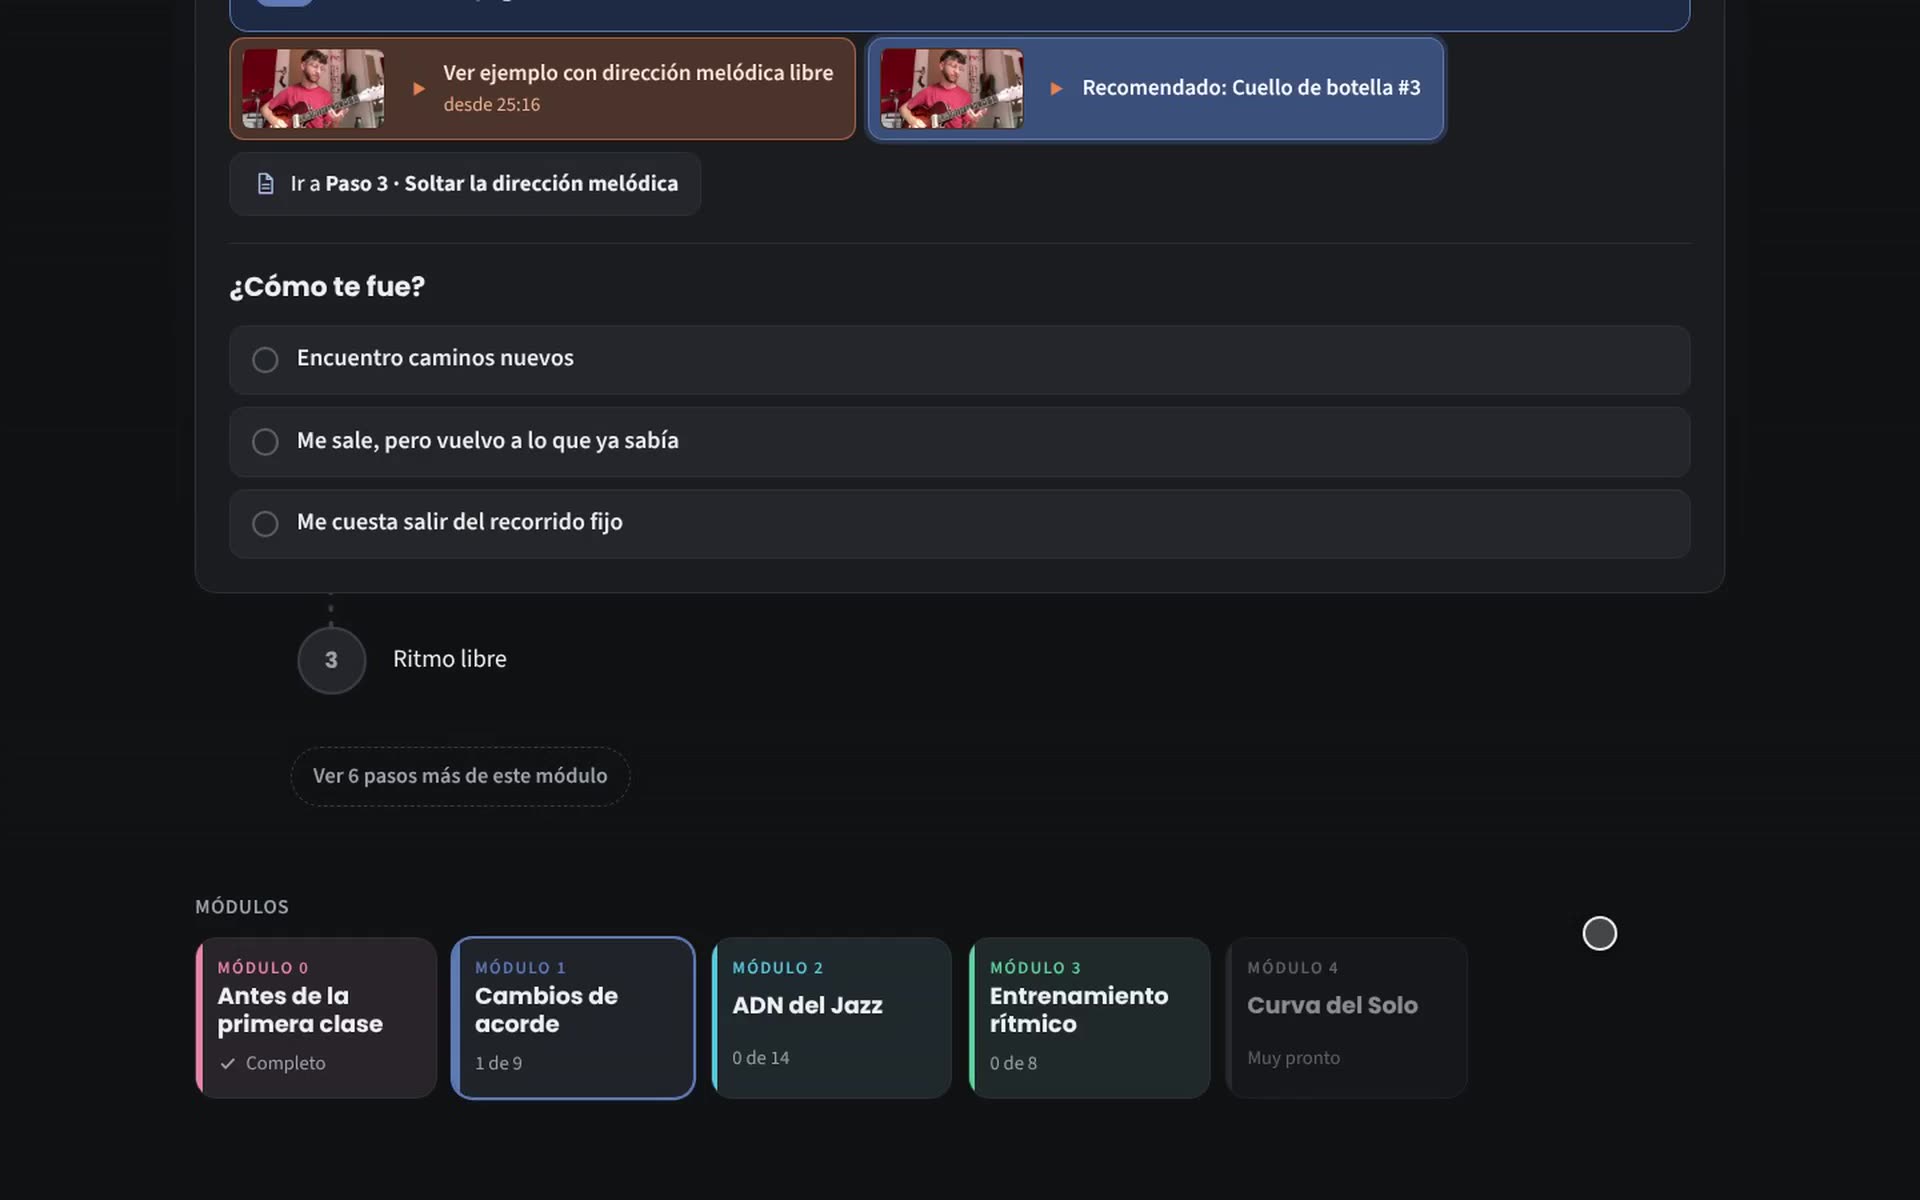 Ver ejemplo con dirección melódica libre
desde 25:16
Recomendado: Cuello de botella #3
Ir a Paso 3 · Soltar la dirección melódica
¿Cómo te fue?
Encuentro caminos nuevos
Me sale, pero vuelvo a lo que ya sabía
Me cuesta salir del recorrido fijo
3
Ritmo libre
Ver 6 pasos más de este módulo
MÓDULOS
MÓDULO 0
Antes de la
primera clase
Completo
MÓDULO 1
Cambios de
acorde
1 de 9
MÓDULO 2
ADN del Jazz
0 de 14
MÓDULO 3
Entrenamiento
rítmico
0 de 8
MÓDULO 4
Curva del Solo
Muy pronto